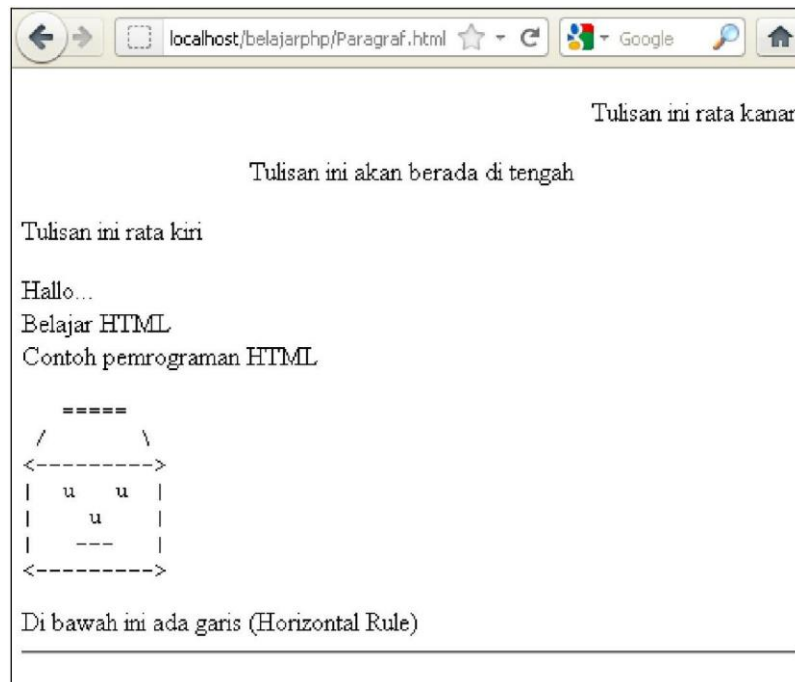 localhost/belajarphp/Paragraf.html Google
Tulisan ini rata kanan
Tulisan ini akan berada di tengah
Tulisan ini rata kiri
Hallo...
Belajar HTML
Contoh pemrograman HTML
    =====
 /         \
<--------->
|   u    u   |
|      u      |
|     ---     |
<--------->
Di bawah ini ada garis (Horizontal Rule)